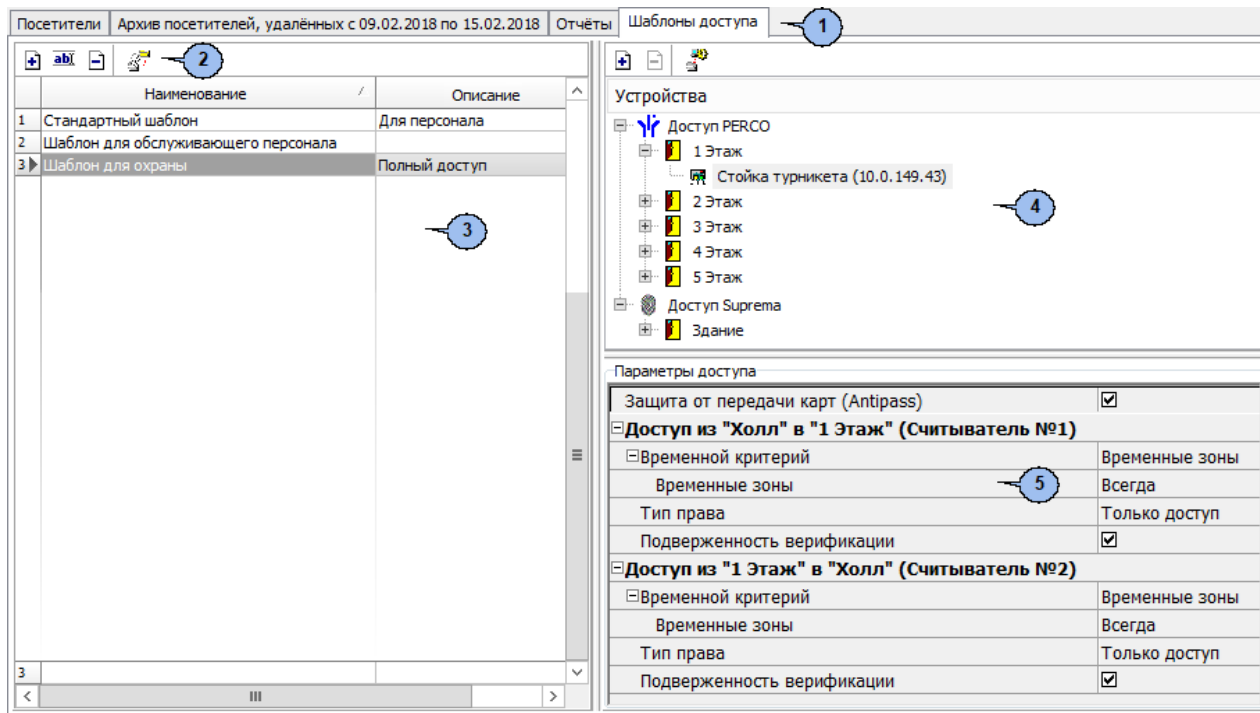 Посетители Архив посетителей, удалённых с 09.02.2018 по 15.02.2018 Отчёты Шаблоны доступа 1
abI 2
Наименование Описание
1 Стандартный шаблон Для персонала
2 Шаблон для обслуживающего персонала
3 Шаблон для охраны Полный доступ
3
3
Устройства
Доступ PERCO
1 Этаж
Стойка турникета (10.0.149.43)
2 Этаж
4
3 Этаж
4 Этаж
5 Этаж
Доступ Suprema
Здание
Параметры доступа
Защита от передачи карт (Antipass)
Доступ из "Холл" в "1 Этаж" (Считыватель №1)
Временной критерий Временные зоны
Временные зоны 5 Всегда
Тип права Только доступ
Подверженность верификации
Доступ из "1 Этаж" в "Холл" (Считыватель №2)
Временной критерий Временные зоны
Временные зоны Всегда
Тип права Только доступ
Подверженность верификации